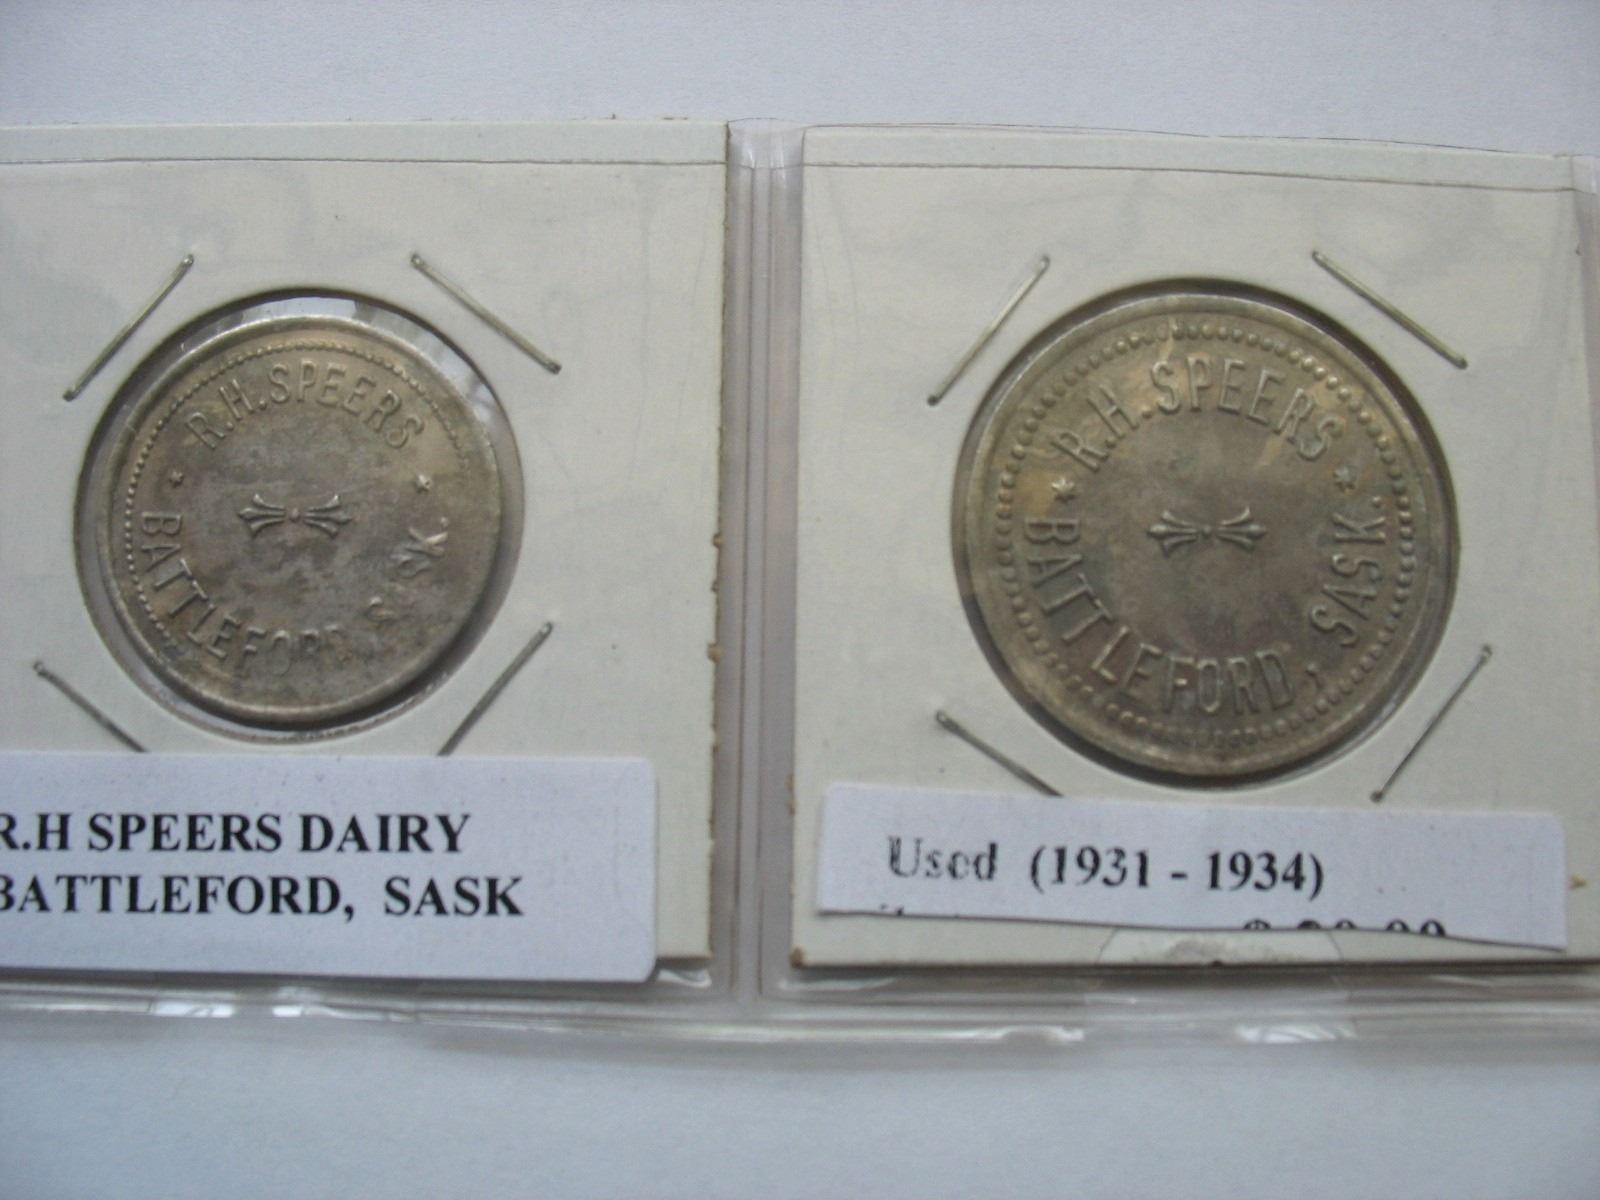 R.H. SPEERS
BATTLEFORD, SASK.
R.H SPEERS DAIRY
BATTLEFORD, SASK
R.H. SPEERS
BATTLEFORD, SASK.
Used (1931 - 1934)